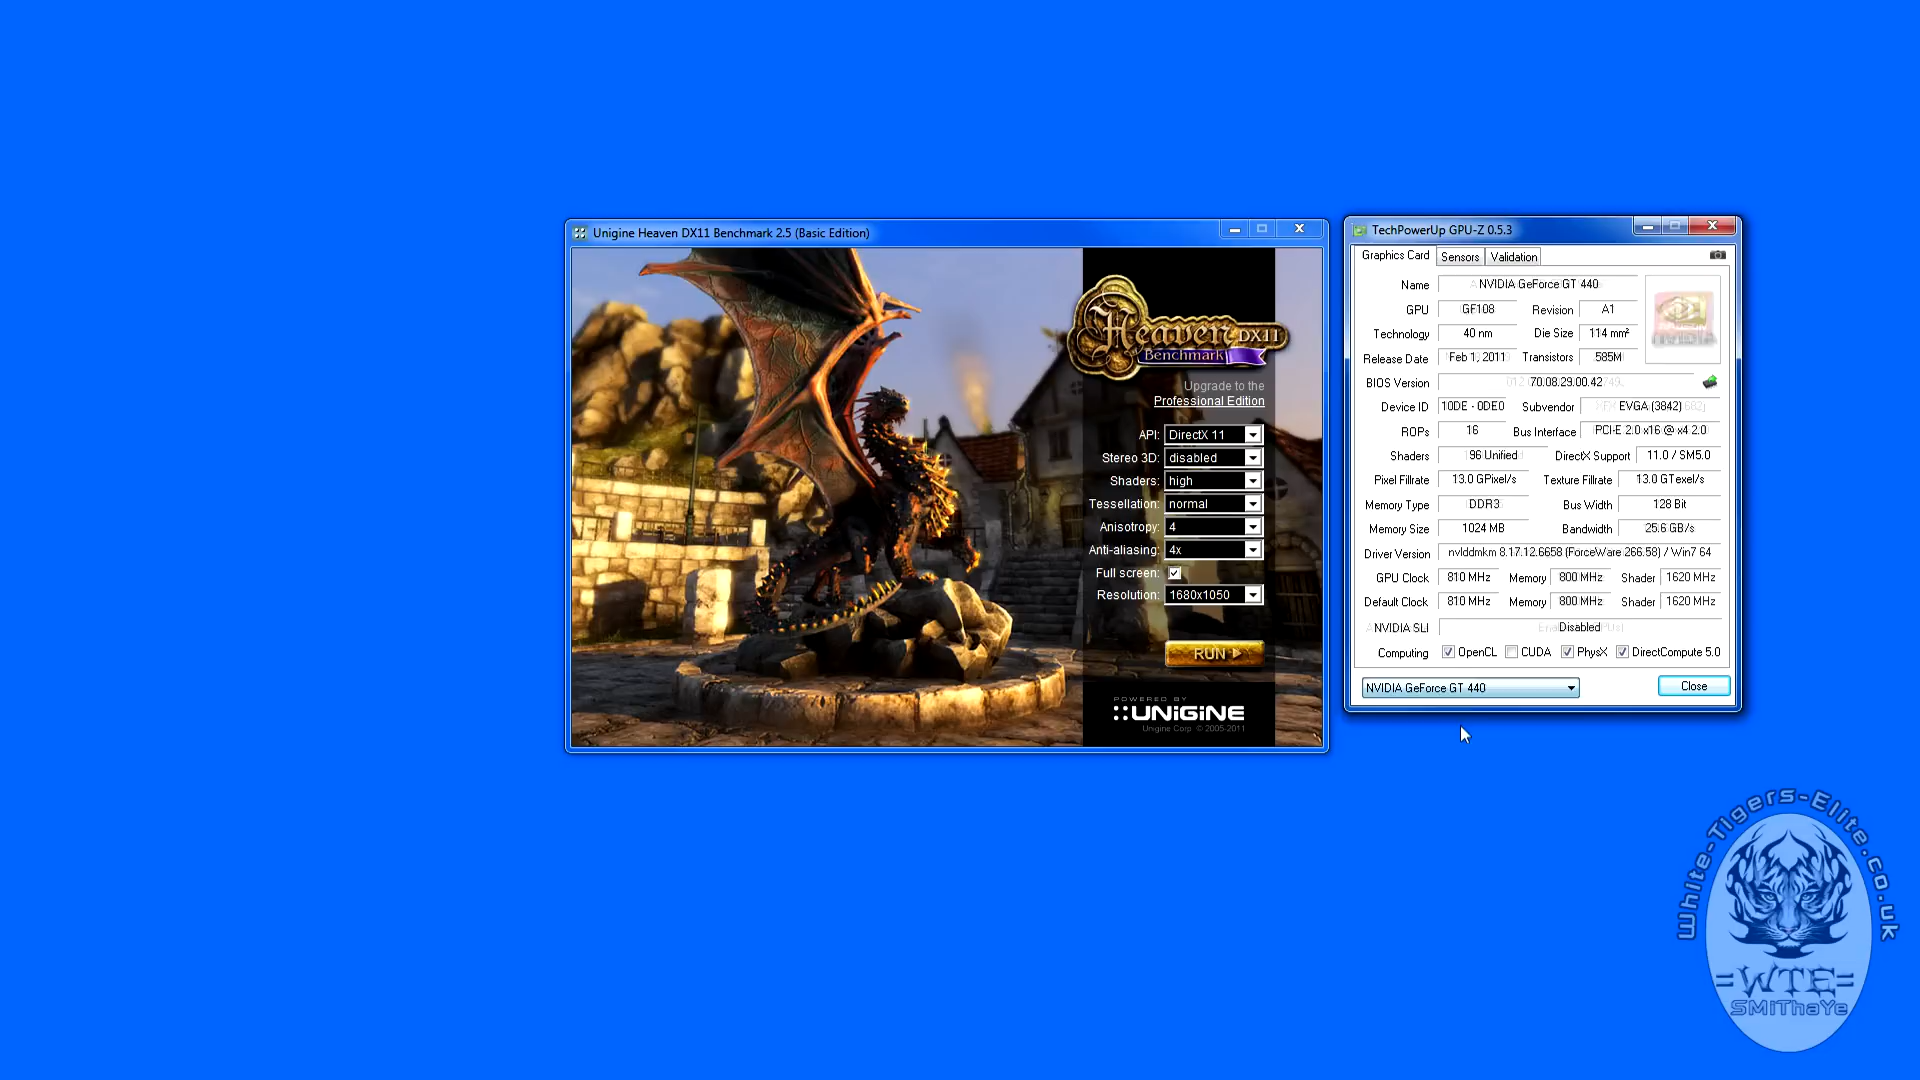 Unigine Heaven DX11 Benchmark 2.5 (Basic Edition)
Heaven DX11
Benchmark
Upgrade to the
Professional Edition
API: DirectX 11
Stereo 3D: disabled
Shaders: high
Tessellation: normal
Anisotropy: 4
Anti-aliasing: 4x
Full screen:
Resolution: 1680x1050
RUN
POWERED BY
UNiGiNE
Unigine Corp © 2005-2011
TechPowerUp GPU-Z 0.5.3
Graphics Card Sensors Validation
Name NVIDIA GeForce GT 440
GPU GF108 Revision A1
Technology 40 nm Die Size 114 mm²
Release Date Feb 1, 2011 Transistors 585M
BIOS Version 70.08.29.00.42
Device ID 10DE - 0DE0 Subvendor EVGA (3842)
ROPs 16 Bus Interface PCI-E 2.0 x16 @ x4 2.0
Shaders 96 Unified DirectX Support 11.0 / SM5.0
Pixel Fillrate 13.0 GPixel/s Texture Fillrate 13.0 GTexel/s
Memory Type DDR3 Bus Width 128 Bit
Memory Size 1024 MB Bandwidth 25.6 GB/s
Driver Version nvlddmkm 8.17.12.6658 (ForceWare 266.58) / Win7 64
GPU Clock 810 MHz Memory 800 MHz Shader 1620 MHz
Default Clock 810 MHz Memory 800 MHz Shader 1620 MHz
NVIDIA SLI Disabled
Computing OpenCL CUDA PhysX DirectCompute 5.0
NVIDIA GeForce GT 440 Close
White-Tigers-Elite.co.uk
=WTE=
SMiThaYe